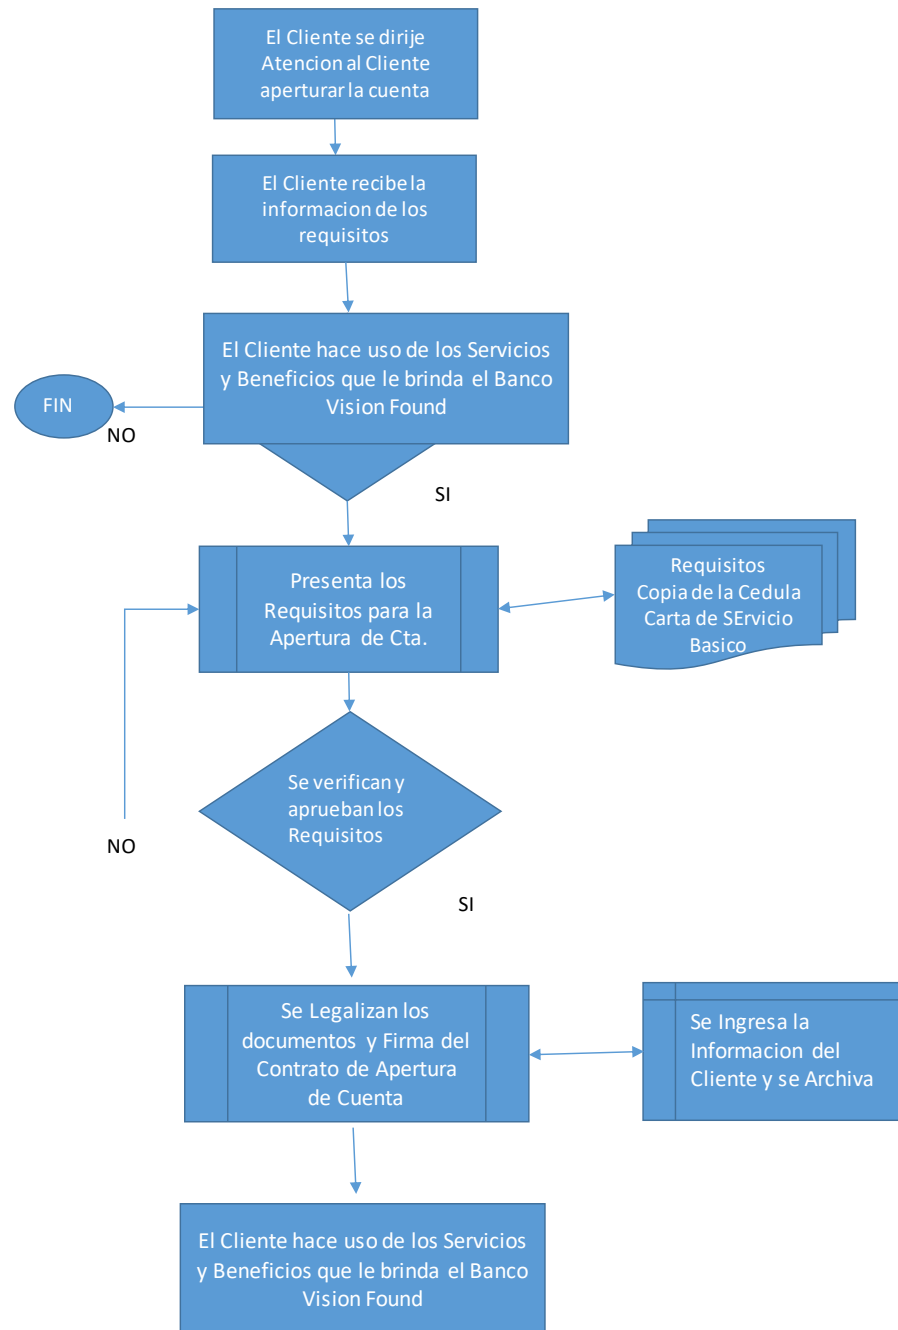 El Cliente se dirije
Atencion al Cliente
aperturar la cuenta
El Cliente recibe la
informacion de los
requisitos
El Cliente hace uso de los Servicios
y Beneficios que le brinda el Banco
Vision Found
FIN
NO
SI
Presenta los
Requisitos para la
Apertura de Cta.
Requisitos
Copia de la Cedula
Carta de SErvicio
Basico
Se verifican y
aprueban los
Requisitos
NO
SI
Se Legalizan los
documentos y Firma del
Contrato de Apertura
de Cuenta
Se Ingresa la
Informacion del
Cliente y se Archiva
El Cliente hace uso de los Servicios
y Beneficios que le brinda el Banco
Vision Found